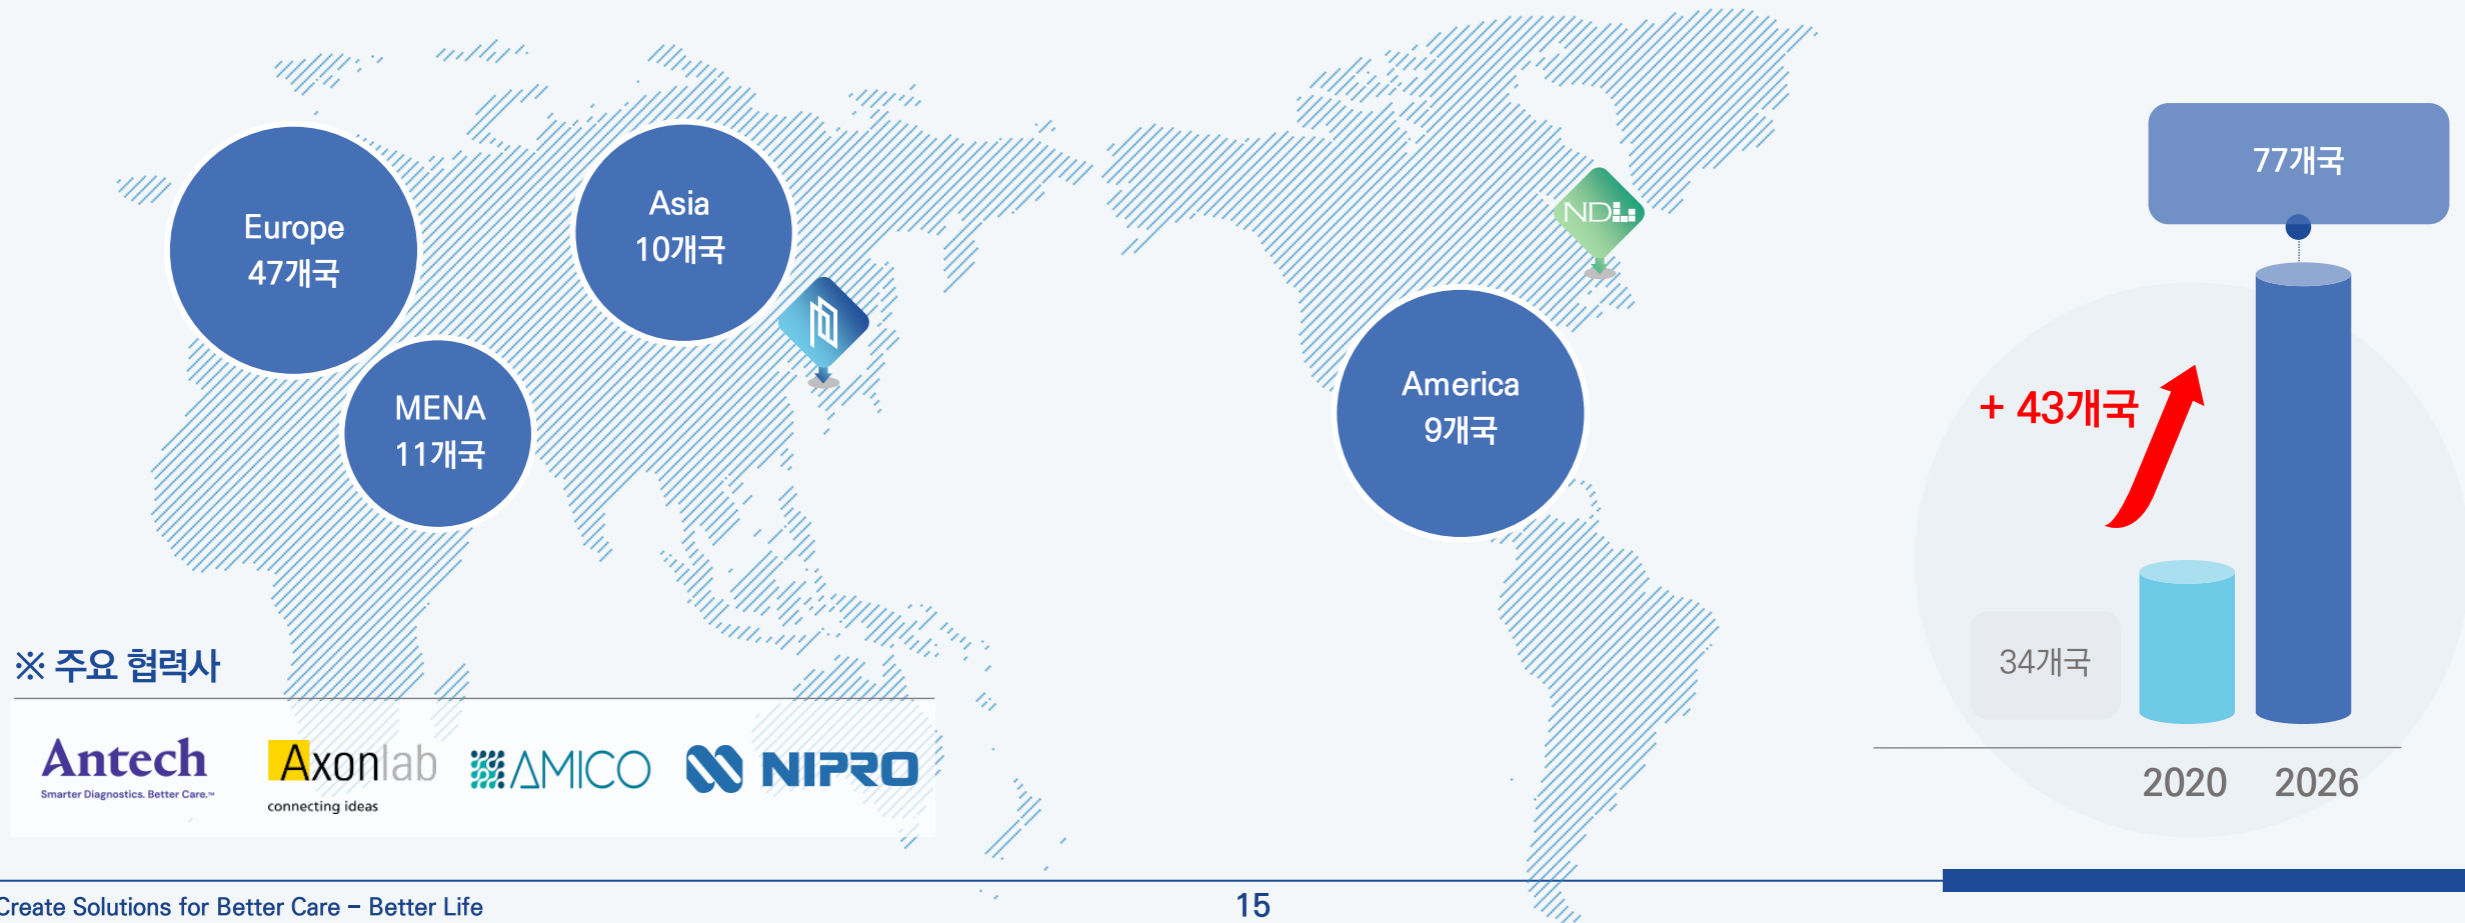 Europe
47개국
Asia
10개국
MENA
11개국
ND
America
9개국
77개국
+ 43개국
34개국
2020 2026
※ 주요 협력사
Antech
Smarter Diagnostics. Better Care.™
Axonlab
connecting ideas
AMICO
NIPRO
Create Solutions for Better Care – Better Life
15